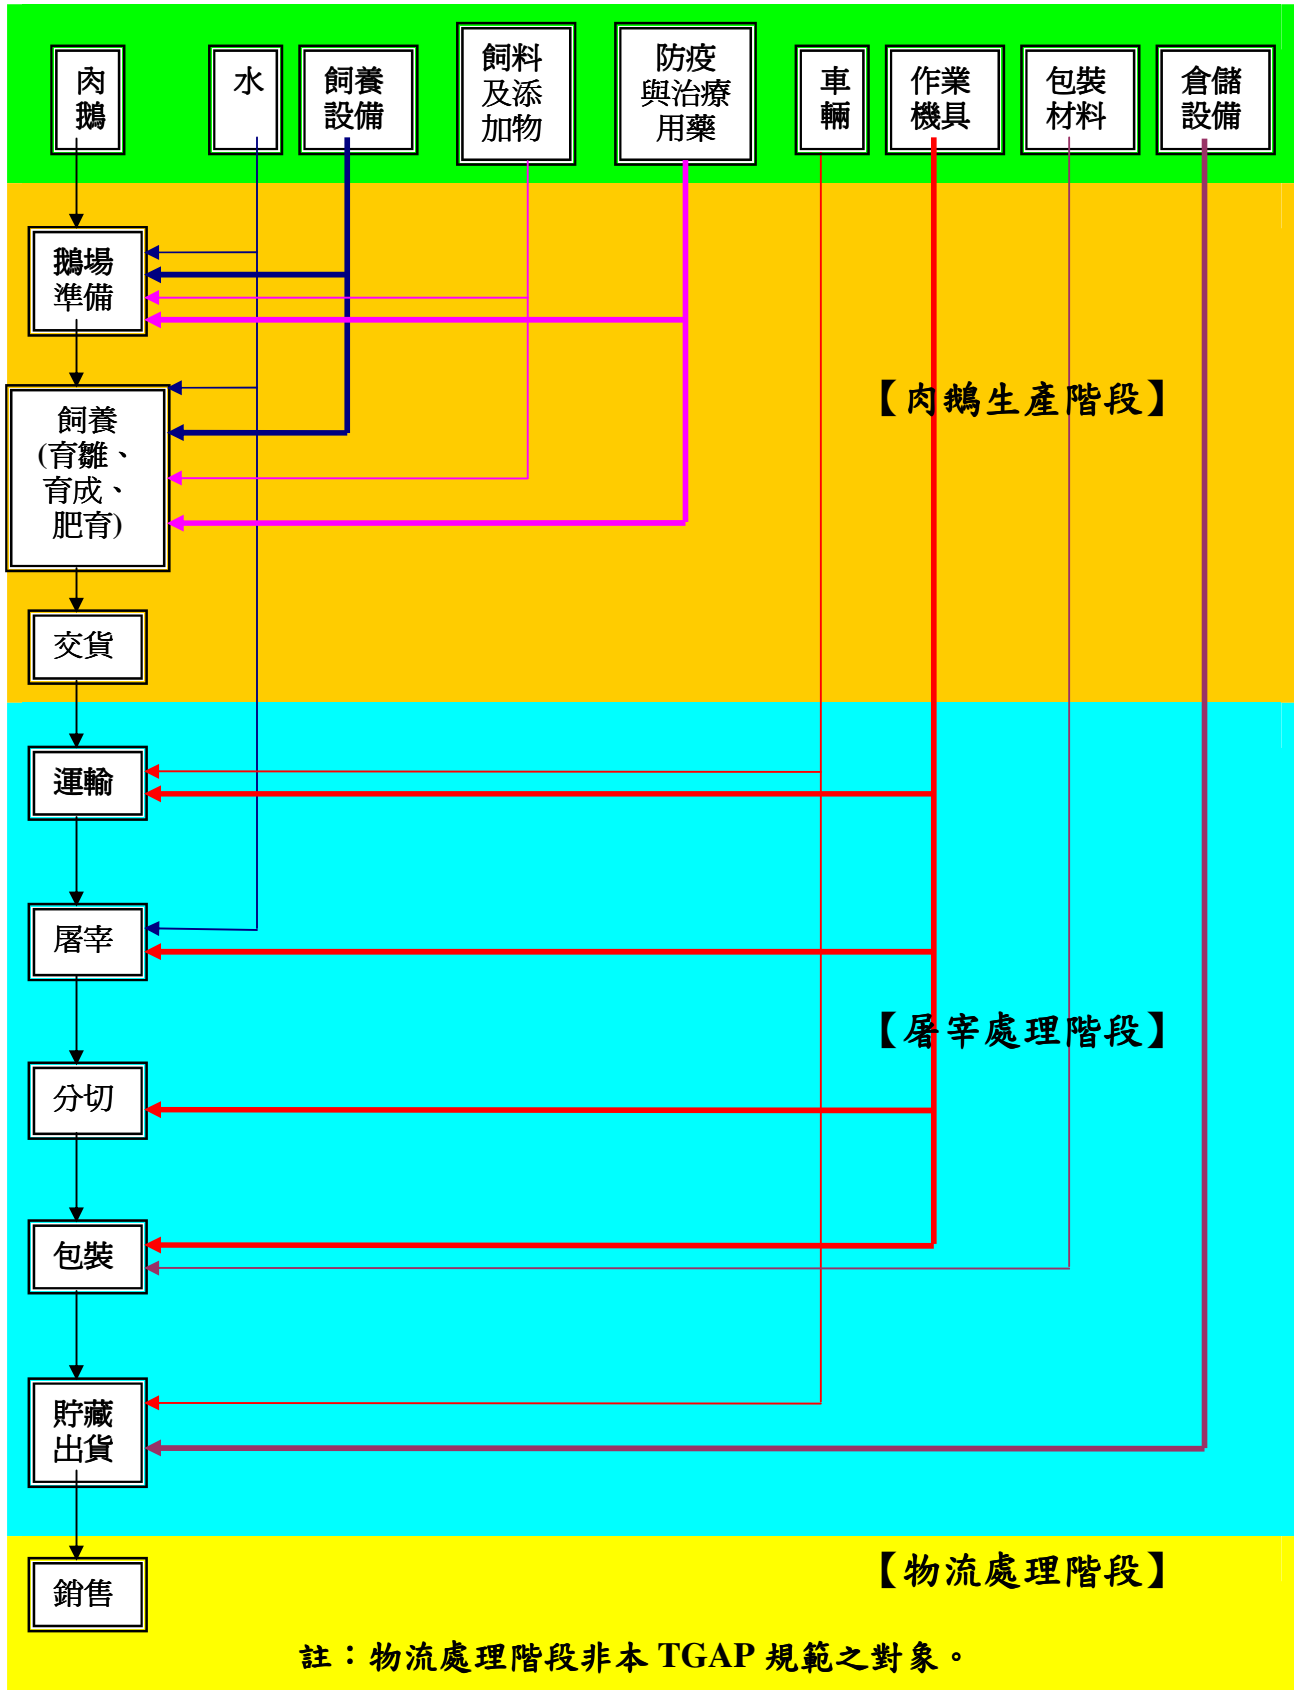 肉
鵝
水
飼養
設備
飼料
及添
加物
防疫
與治療
用藥
車
輛
作業
機具
包裝
材料
倉儲
設備
鵝場
準備
【肉鵝生產階段】
飼養
(育雛、
育成、
肥育)
交貨
運輸
屠宰
【屠宰處理階段】
分切
包裝
貯藏
出貨
【物流處理階段】
銷售
註：物流處理階段非本 TGAP 規範之對象。